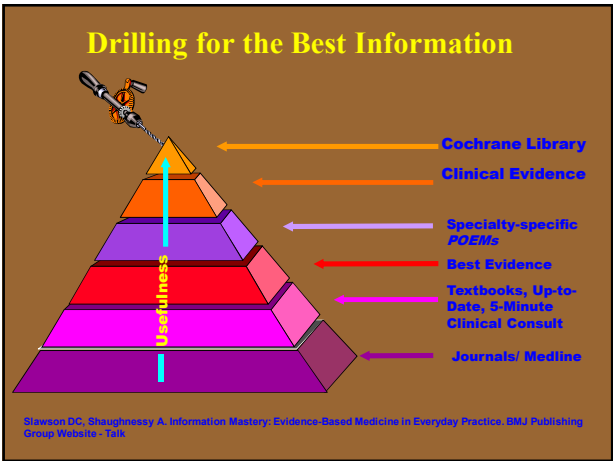 Drilling for the Best Information
Cochrane Library
Clinical Evidence
Specialty-specific
POEMs
Best Evidence
Textbooks, Up-to-
Date, 5-Minute
Clinical Consult
Journals/ Medline
Usefulness
Slawson DC, Shaughnessy A. Information Mastery: Evidence-Based Medicine in Everyday Practice. BMJ Publishing
Group Website - Talk